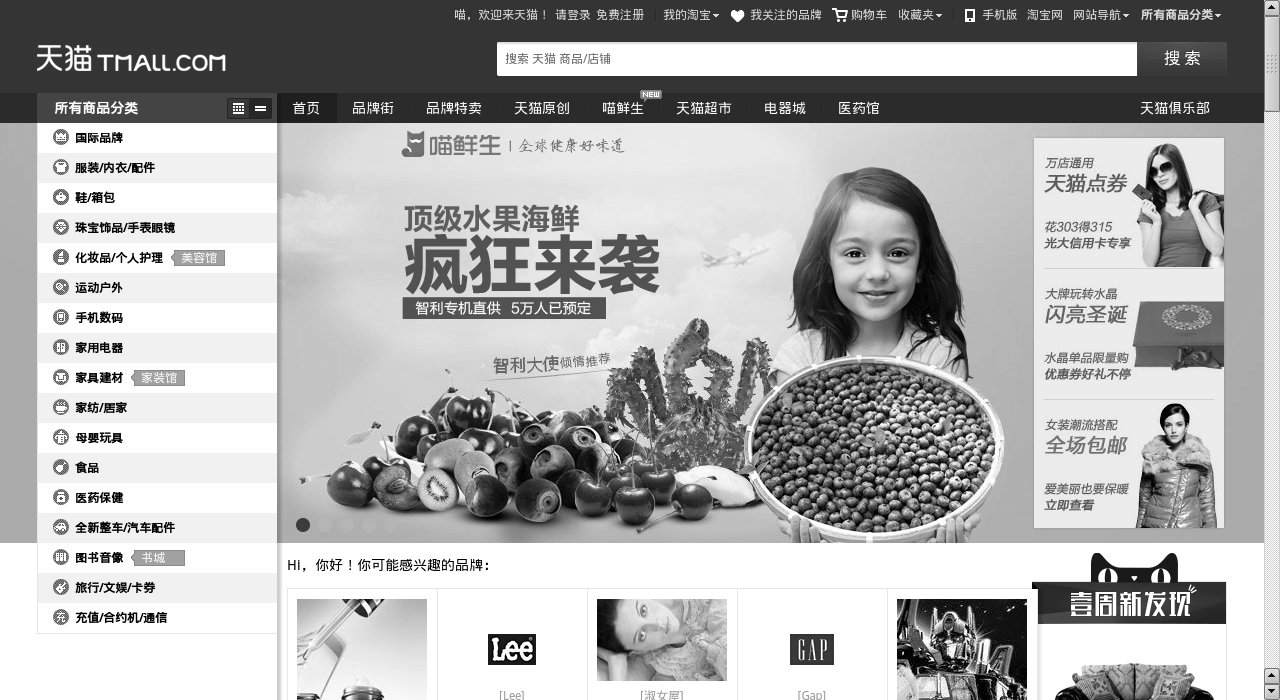 喵，欢迎来天猫！ 请登录 免费注册 我的淘宝 我关注的品牌 购物车 收藏夹 手机版 淘宝网 网站导航 所有商品分类
天猫 TMALL.COM
搜索 天猫 商品/店铺
搜 索
所有商品分类
首页 品牌街 品牌特卖 天猫原创 喵鲜生 NEW 天猫超市 电器城 医药馆 天猫俱乐部
国际品牌
服装/内衣/配件
鞋/箱包
珠宝饰品/手表眼镜
化妆品/个人护理 美容馆
运动户外
手机数码
家用电器
家具建材 家装馆
家纺/居家
母婴玩具
食品
医药保健
全新整车/汽车配件
图书音像 书城
旅行/文娱/卡券
充值/合约机/通信
喵鲜生 全球健康好味道
顶级水果海鲜
疯狂来袭
智利专机直供 5万人已预定
智利大使倾情推荐
万店通用
天猫点券
花303得315
光大信用卡专享
大牌玩转水晶
闪亮圣诞
水晶单品限量购
优惠券好礼不停
女装潮流搭配
全场包邮
爱美丽也要保暖
立即查看
Hi，你好！你可能感兴趣的品牌：
喜周新发现
Lee
GAP
[Lee]
[淑女屋]
[Gap]